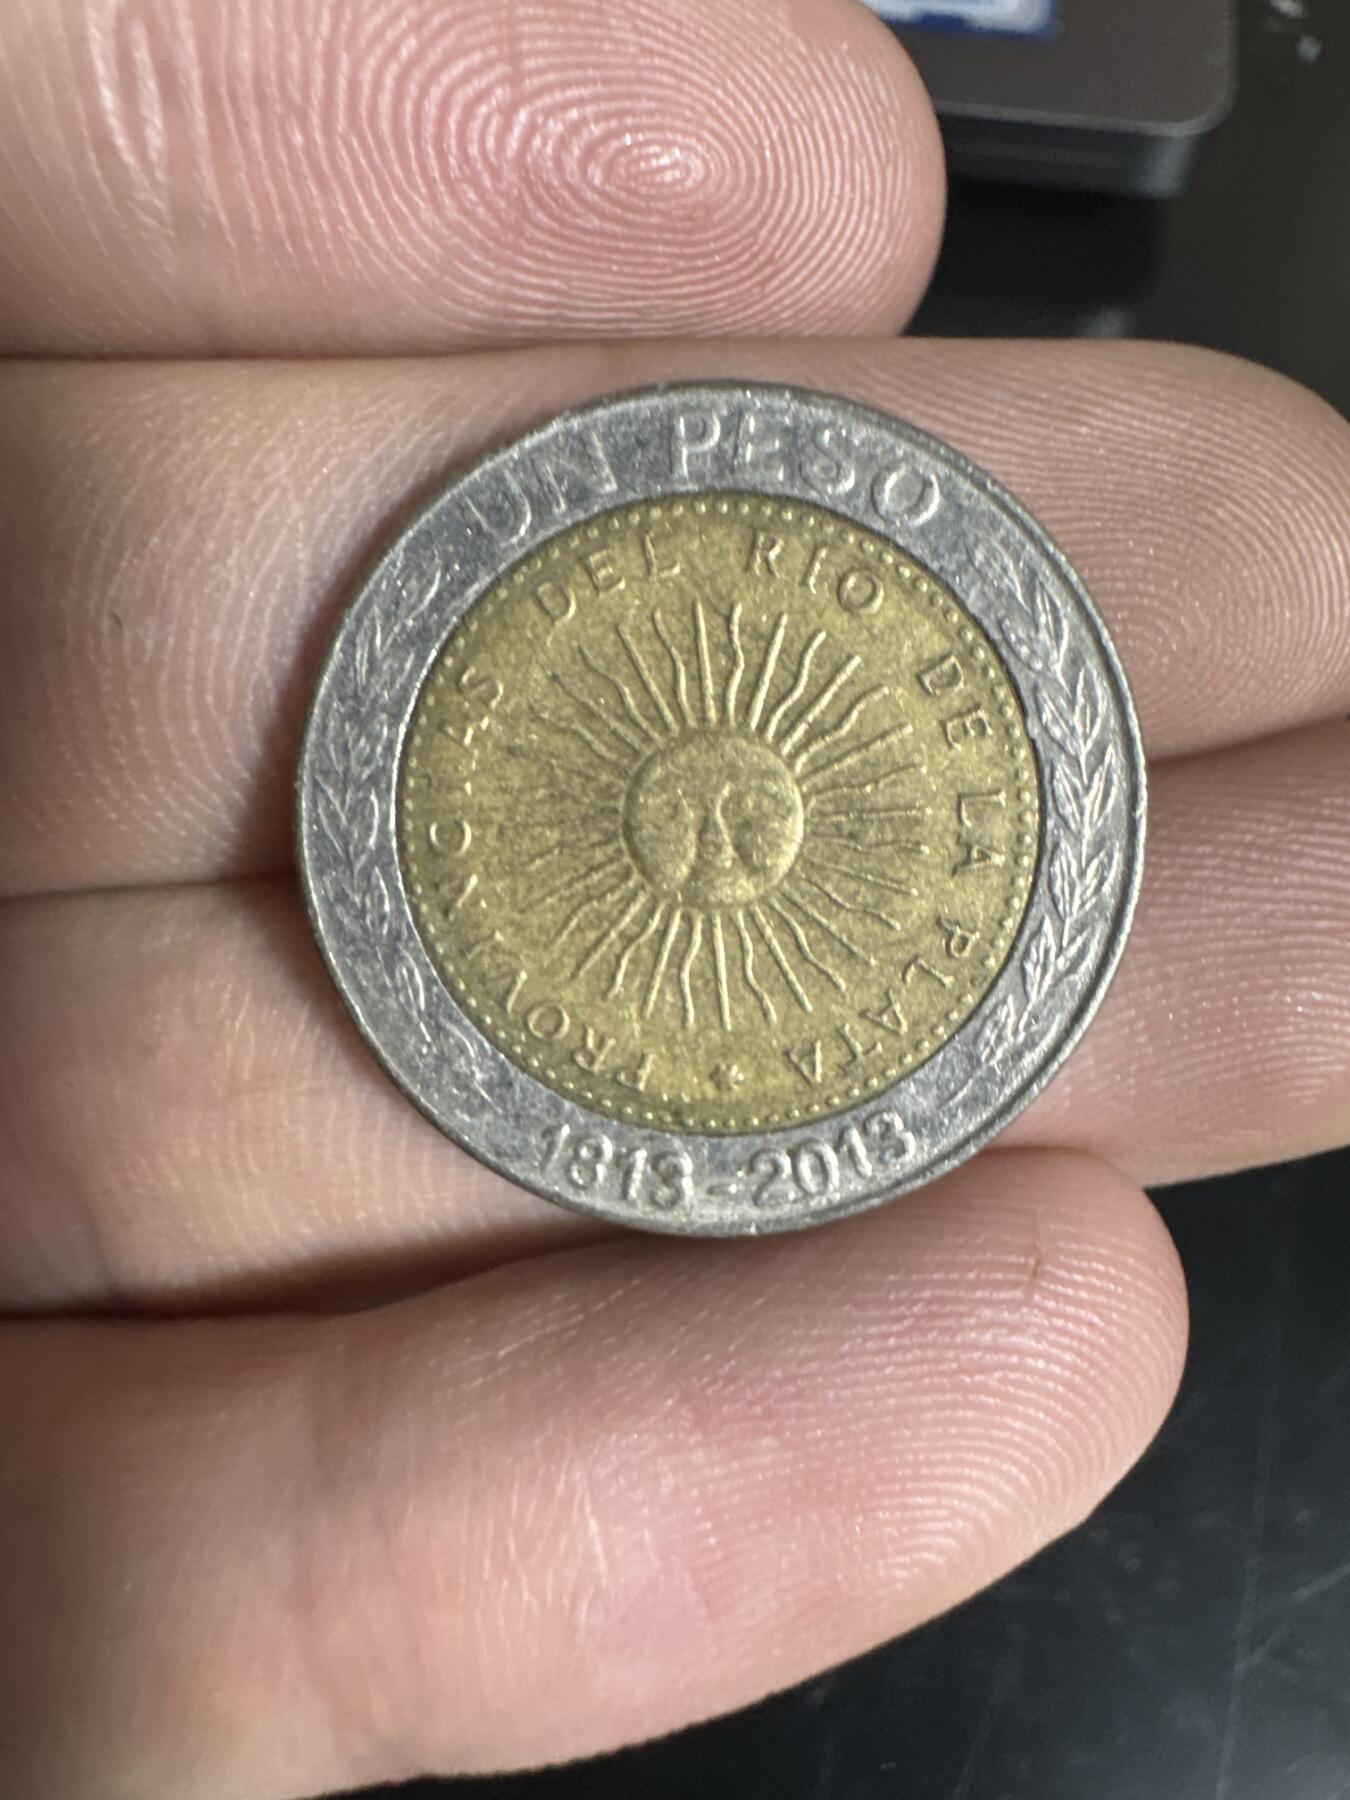 UN PESO
PROVINCIAS DEL RIO DE LA PLATA
1813-2013